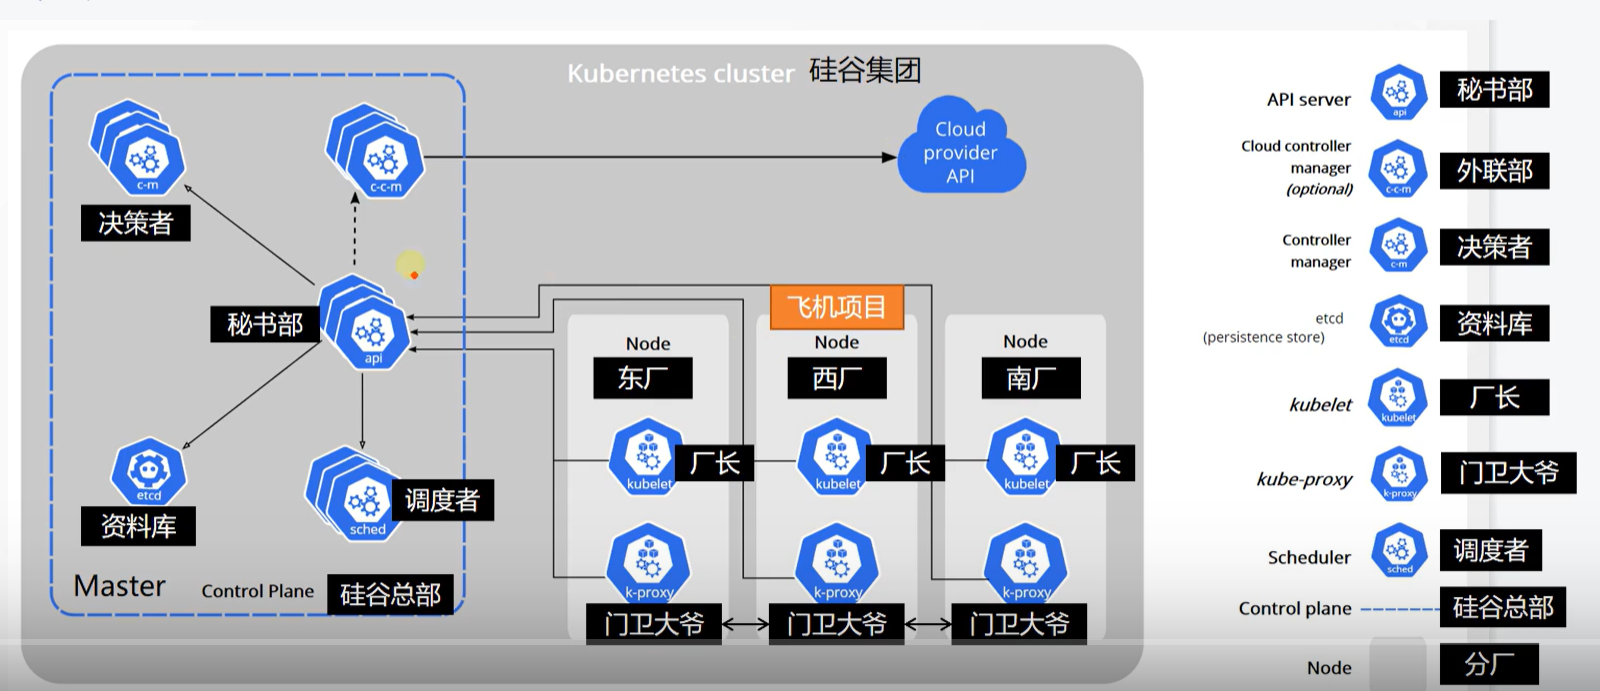 Kubernetes cluster 硅谷集团
c-m
决策者
c-c-m
Cloud
provider
API
秘书部
api
飞机项目
Node
东厂
Node
西厂
Node
南厂
kubelet
厂长
kubelet
厂长
kubelet
厂长
etcd
资料库
sched
调度者
k-proxy
门卫大爷
k-proxy
门卫大爷
k-proxy
门卫大爷
Master
Control Plane
硅谷总部
API server
api
秘书部
Cloud controller
manager
(optional)
c-c-m
外联部
Controller
manager
c-m
决策者
etcd
(persistence store)
etcd
资料库
kubelet
kubelet
厂长
kube-proxy
k-proxy
门卫大爷
Scheduler
sched
调度者
Control plane
硅谷总部
Node
分厂